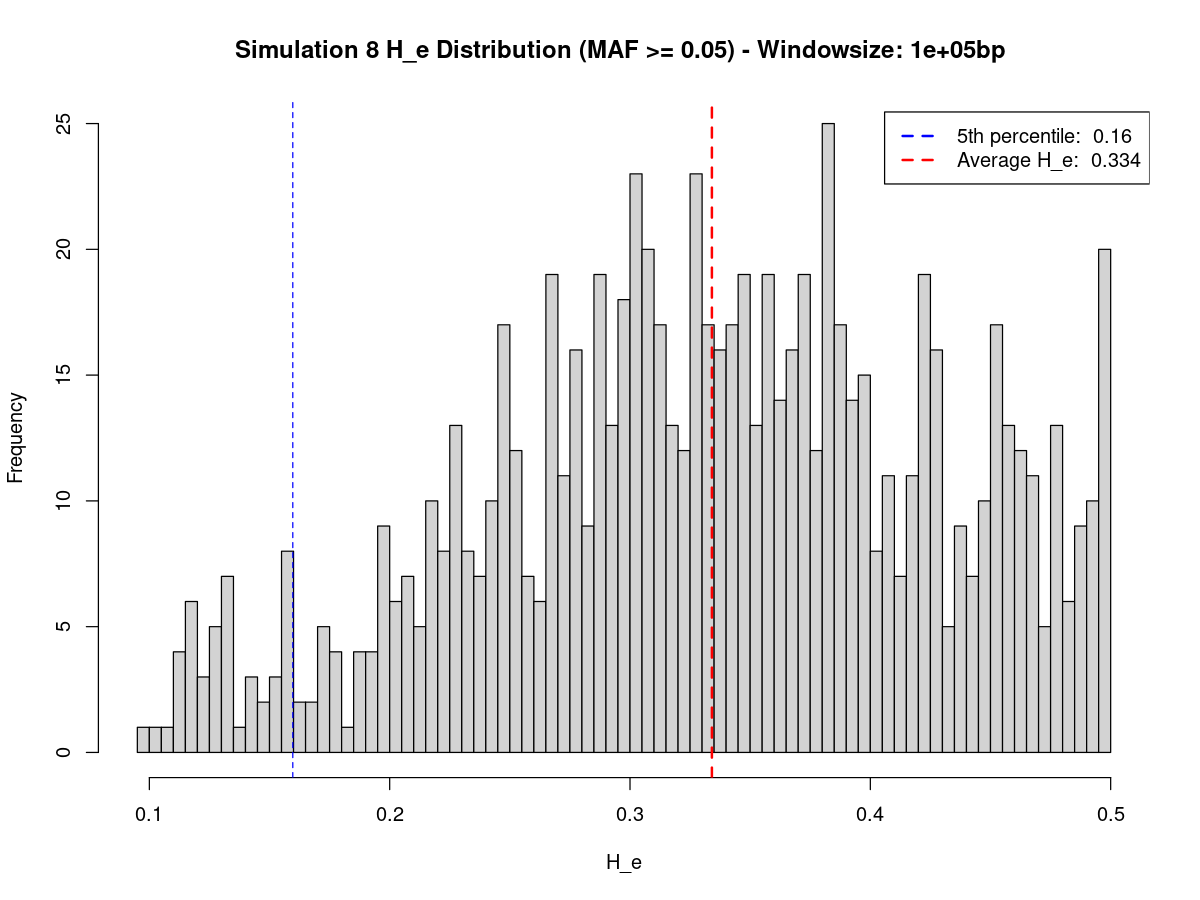 Simulation 8 H_e Distribution (MAF >= 0.05) - Windowsize: 1e+05bp
5th percentile: 0.16
Average H_e: 0.334
25
20
15
10
5
0
Frequency
0.1 0.2 0.3 0.4 0.5
H_e